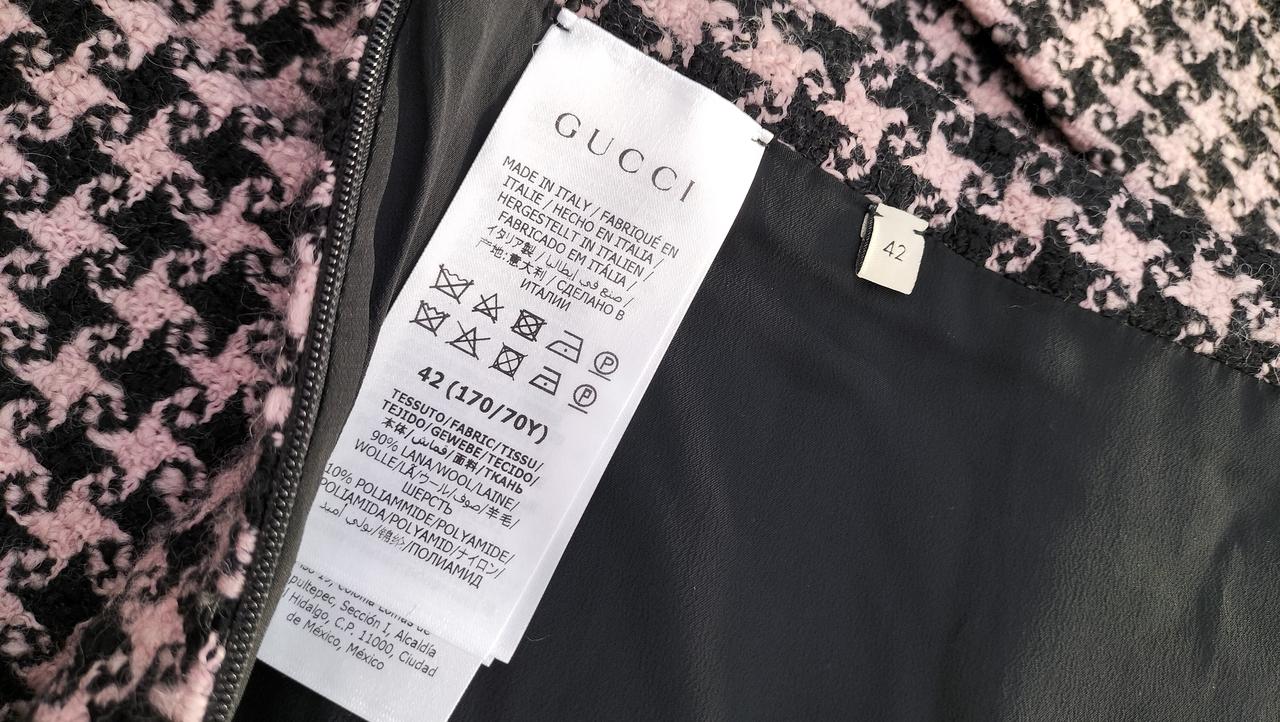 GUCCI
MADE IN ITALY / FABRIQUÉ EN
ITALIE / HECHO EN ITALIA /
HERGESTELLT IN ITALIEN /
FABRICADO EM ITÁLIA /
イタリア製 / صنع في إيطاليا /
产地:意大利 / СДЕЛАНО В
ИТАЛИИ
P
P
42 (170/70Y)
TESSUTO/FABRIC/TISSU/
TEJIDO/GEWEBE/TECIDO/
本体/قماش/面料/ТКАНЬ
90% LANA/WOOL/LAINE/
WOLLE/LÃ/ウール/صوف/羊毛/
ШЕРСТЬ
10% POLIAMMIDE/POLYAMIDE/
POLIAMIDA/POLYAMID/ナイロン/
بولي أميد/锦纶/ПОЛИАМИД
Colonia Lomas de
pultepec, Sección I, Alcaldía
Hidalgo, C.P. 11000, Ciudad
de México, México
42